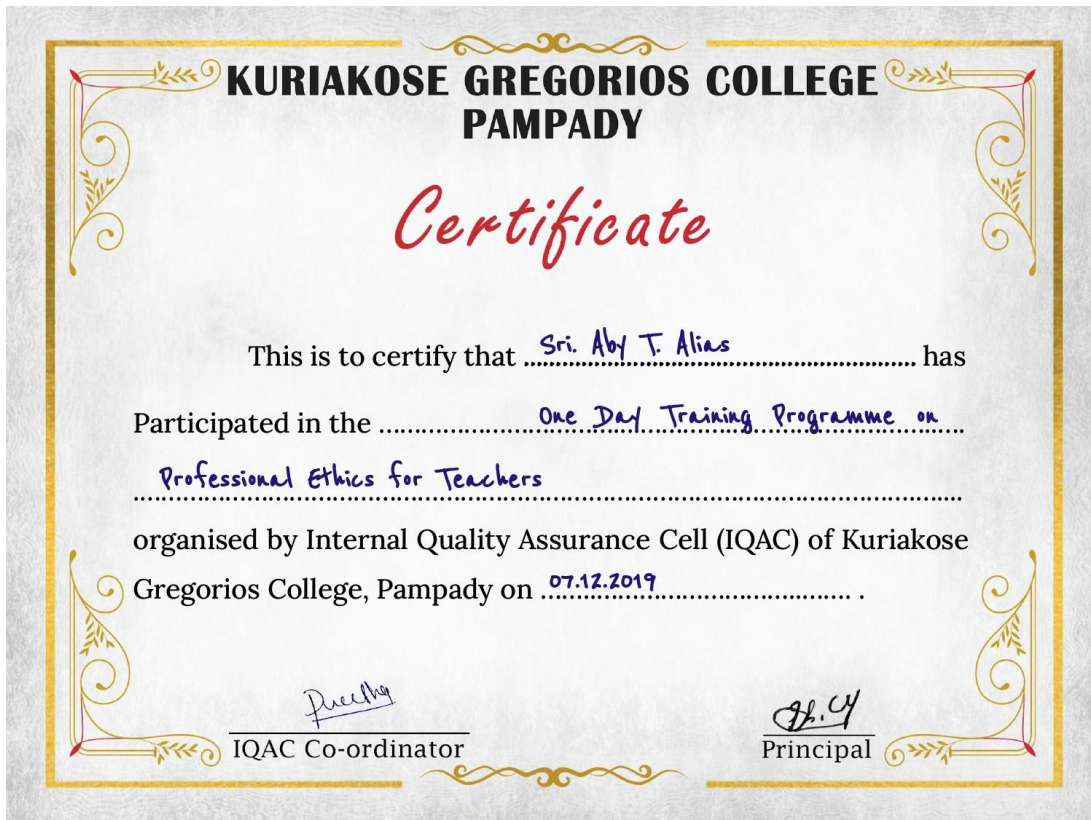 KURIAKOSE GREGORIOS COLLEGE
PAMPADY
Certificate
This is to certify that Sri. Aby T. Alias has
Participated in the One Day Training Programme on
Professional Ethics for Teachers
organised by Internal Quality Assurance Cell (IQAC) of Kuriakose
Gregorios College, Pampady on 07.12.2019 .
IQAC Co-ordinator
Principal